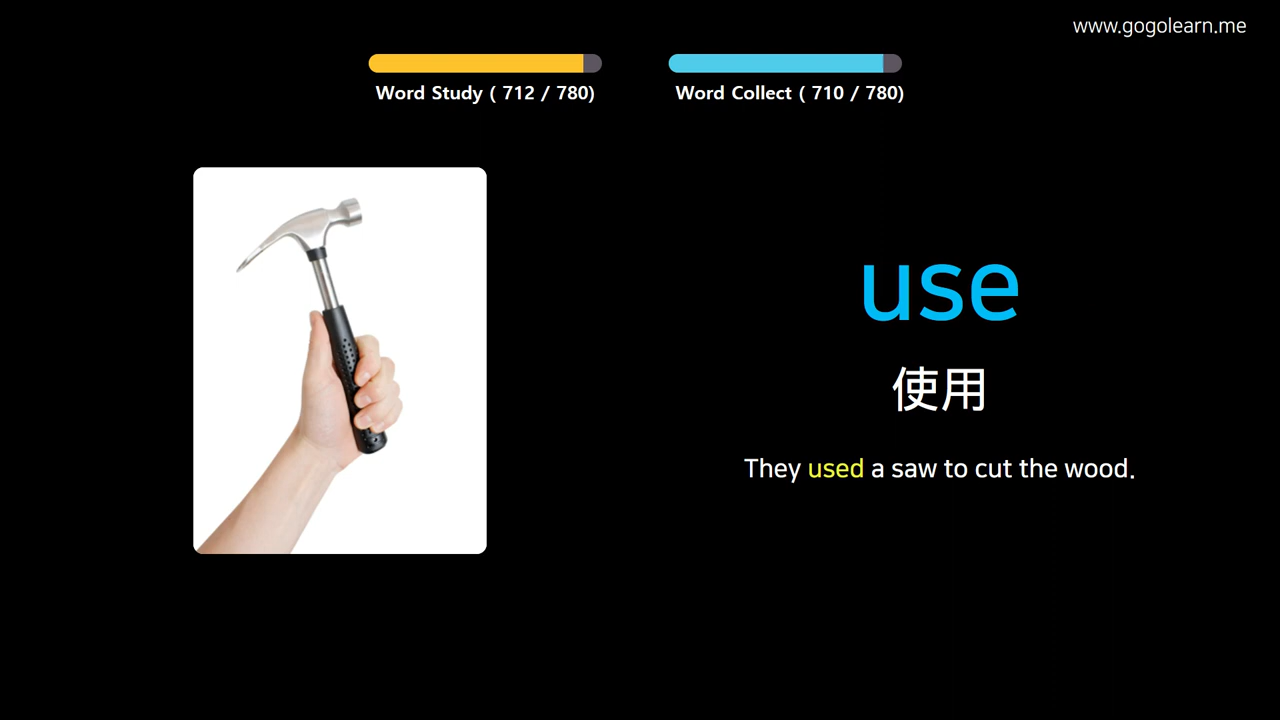 www.gogolearn.me
Word Study ( 712 / 780)
Word Collect ( 710 / 780)
use
使用
They used a saw to cut the wood.